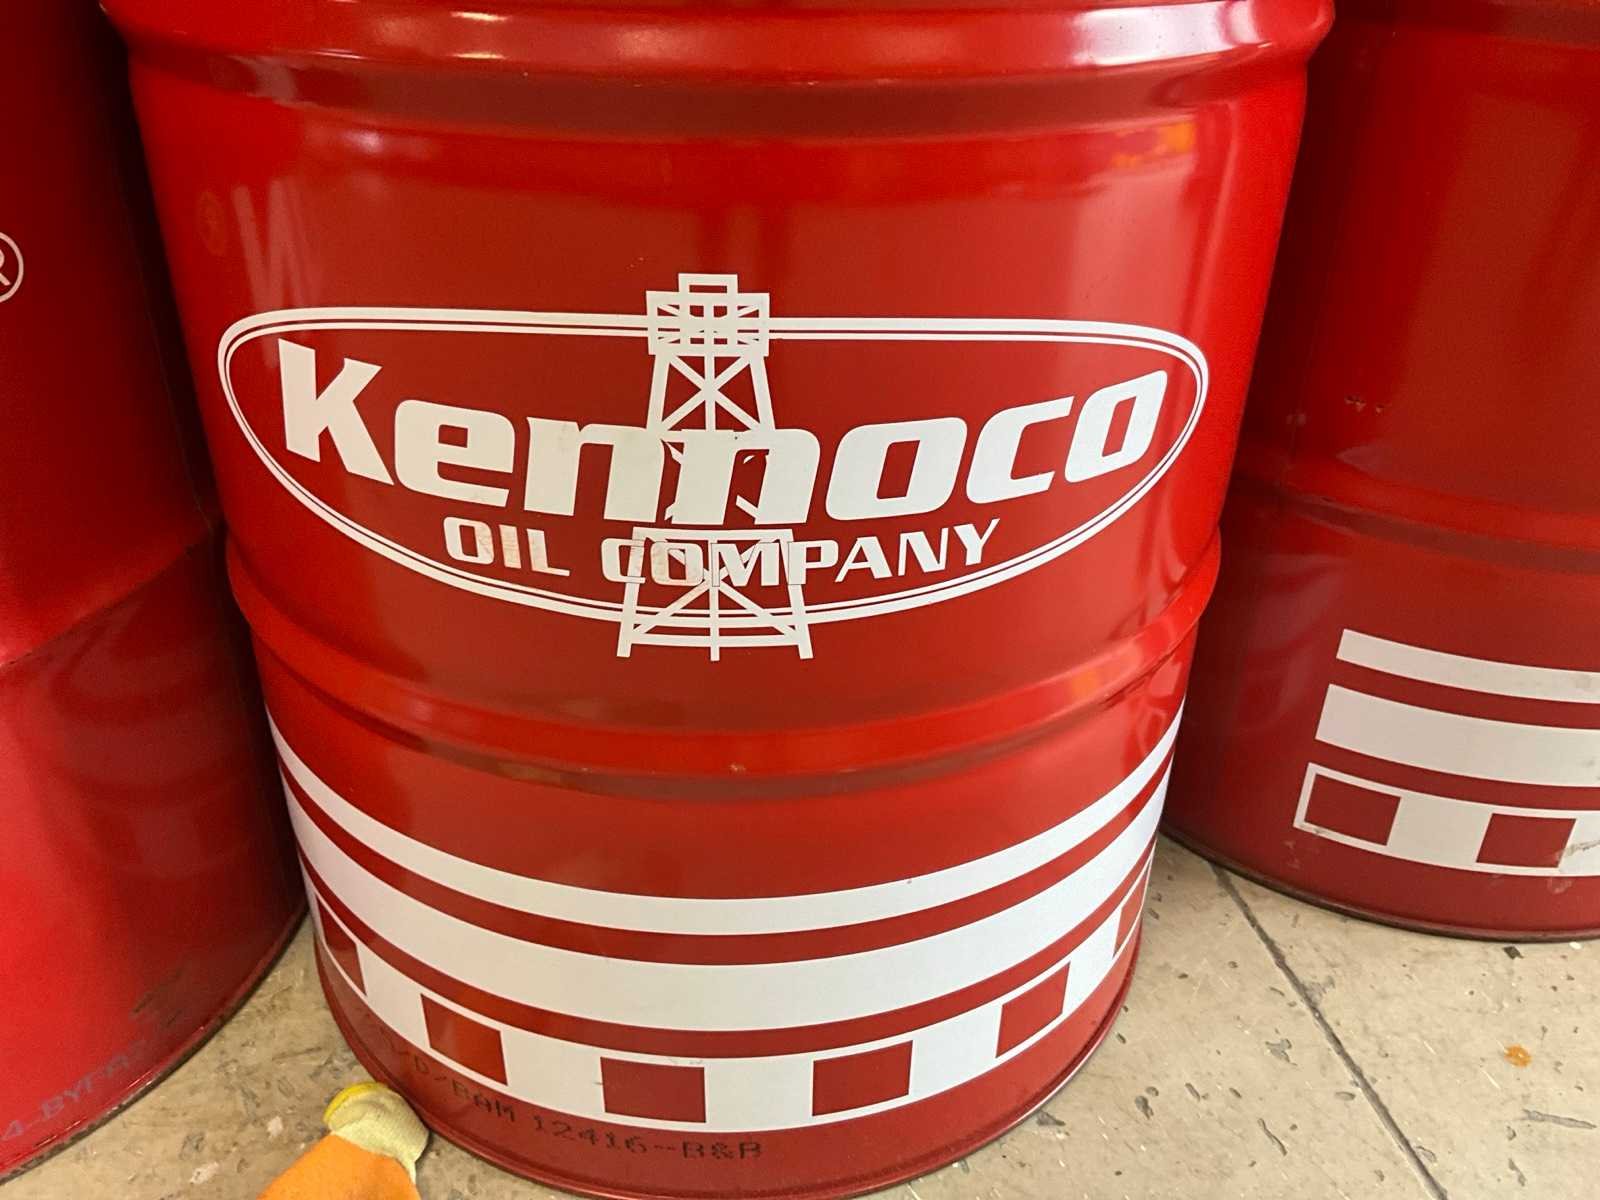 ®
Kennoco
OIL COMPANY
/D/BAM 12416--B&B